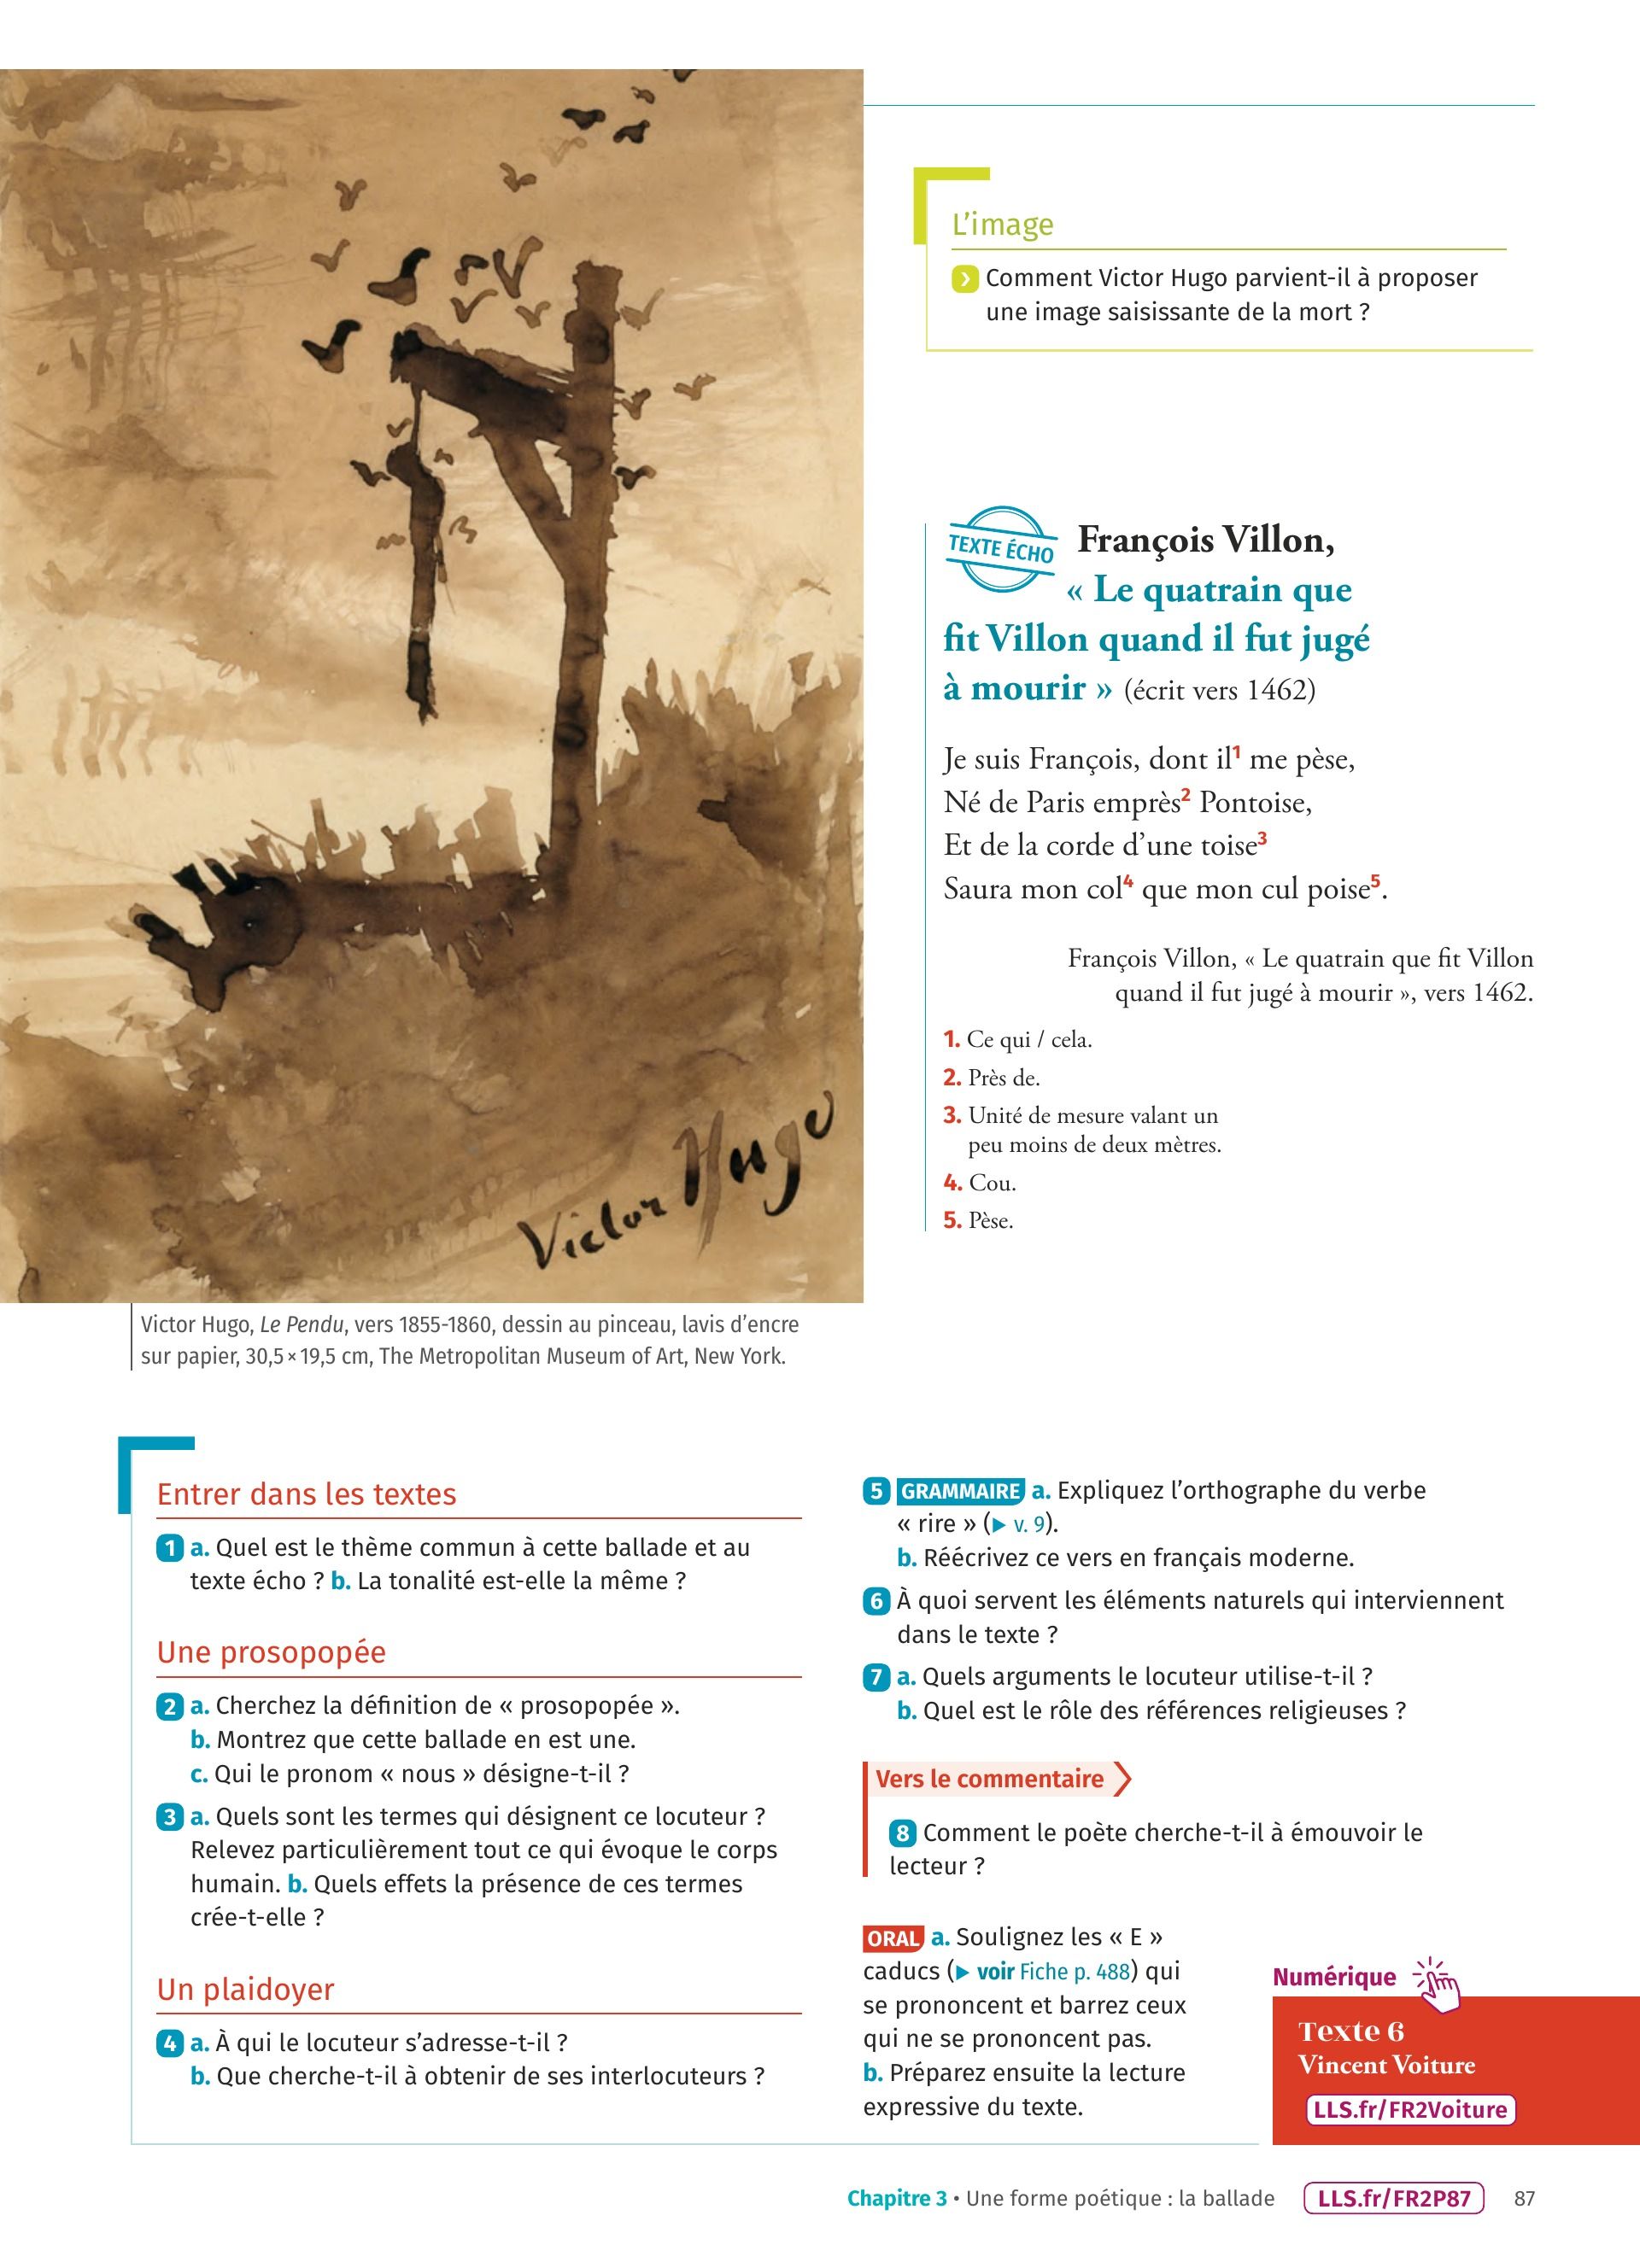 L'image
Comment Victor Hugo parvient-il à proposer
une image saisissante de la mort ?
TEXTE ÉCHO
François Villon,
« Le quatrain que
fit Villon quand il fut jugé
à mourir » (écrit vers 1462)
Je suis François, dont il1 me pèse,
Né de Paris emprès2 Pontoise,
Et de la corde d'une toise3
Saura mon col4 que mon cul poise5.
François Villon, « Le quatrain que fit Villon
quand il fut jugé à mourir », vers 1462.
1. Ce qui / cela.
2. Près de.
3. Unité de mesure valant un
peu moins de deux mètres.
4. Cou.
5. Pèse.
Victor Hugo
Victor Hugo, Le Pendu, vers 1855-1860, dessin au pinceau, lavis d'encre
sur papier, 30,5 × 19,5 cm, The Metropolitan Museum of Art, New York.
Entrer dans les textes
1 a. Quel est le thème commun à cette ballade et au
texte écho ? b. La tonalité est-elle la même ?
Une prosopopée
2 a. Cherchez la définition de « prosopopée ».
b. Montrez que cette ballade en est une.
c. Qui le pronom « nous » désigne-t-il ?
3 a. Quels sont les termes qui désignent ce locuteur ?
Relevez particulièrement tout ce qui évoque le corps
humain. b. Quels effets la présence de ces termes
crée-t-elle ?
Un plaidoyer
4 a. À qui le locuteur s'adresse-t-il ?
b. Que cherche-t-il à obtenir de ses interlocuteurs ?
5 GRAMMAIRE a. Expliquez l'orthographe du verbe
« rire » (▶ v. 9).
b. Réécrivez ce vers en français moderne.
6 À quoi servent les éléments naturels qui interviennent
dans le texte ?
7 a. Quels arguments le locuteur utilise-t-il ?
b. Quel est le rôle des références religieuses ?
Vers le commentaire
8 Comment le poète cherche-t-il à émouvoir le
lecteur ?
ORAL a. Soulignez les « E »
caducs (▶ voir Fiche p. 488) qui
se prononcent et barrez ceux
qui ne se prononcent pas.
b. Préparez ensuite la lecture
expressive du texte.
Numérique
Texte 6
Vincent Voiture
LLS.fr/FR2Voiture
Chapitre 3 • Une forme poétique : la ballade LLS.fr/FR2P87 87